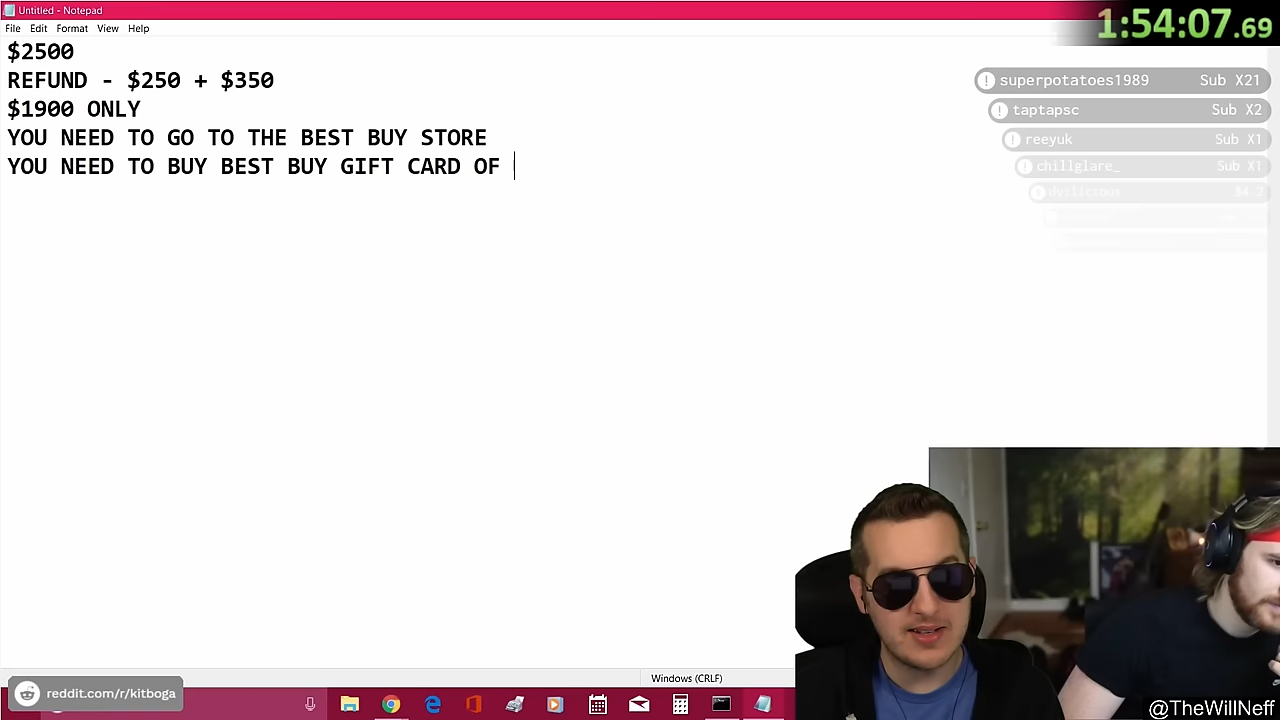 Untitled - Notepad
File Edit Format View Help
$2500
REFUND - $250 + $350
$1900 ONLY
YOU NEED TO GO TO THE BEST BUY STORE
YOU NEED TO BUY BEST BUY GIFT CARD OF
1:54:07.69
superpotatoes1989 Sub X21
taptapsc Sub X2
reeyuk Sub X1
chillglare_ Sub X1
Windows (CRLF)
reddit.com/r/kitboga
@TheWillNeff